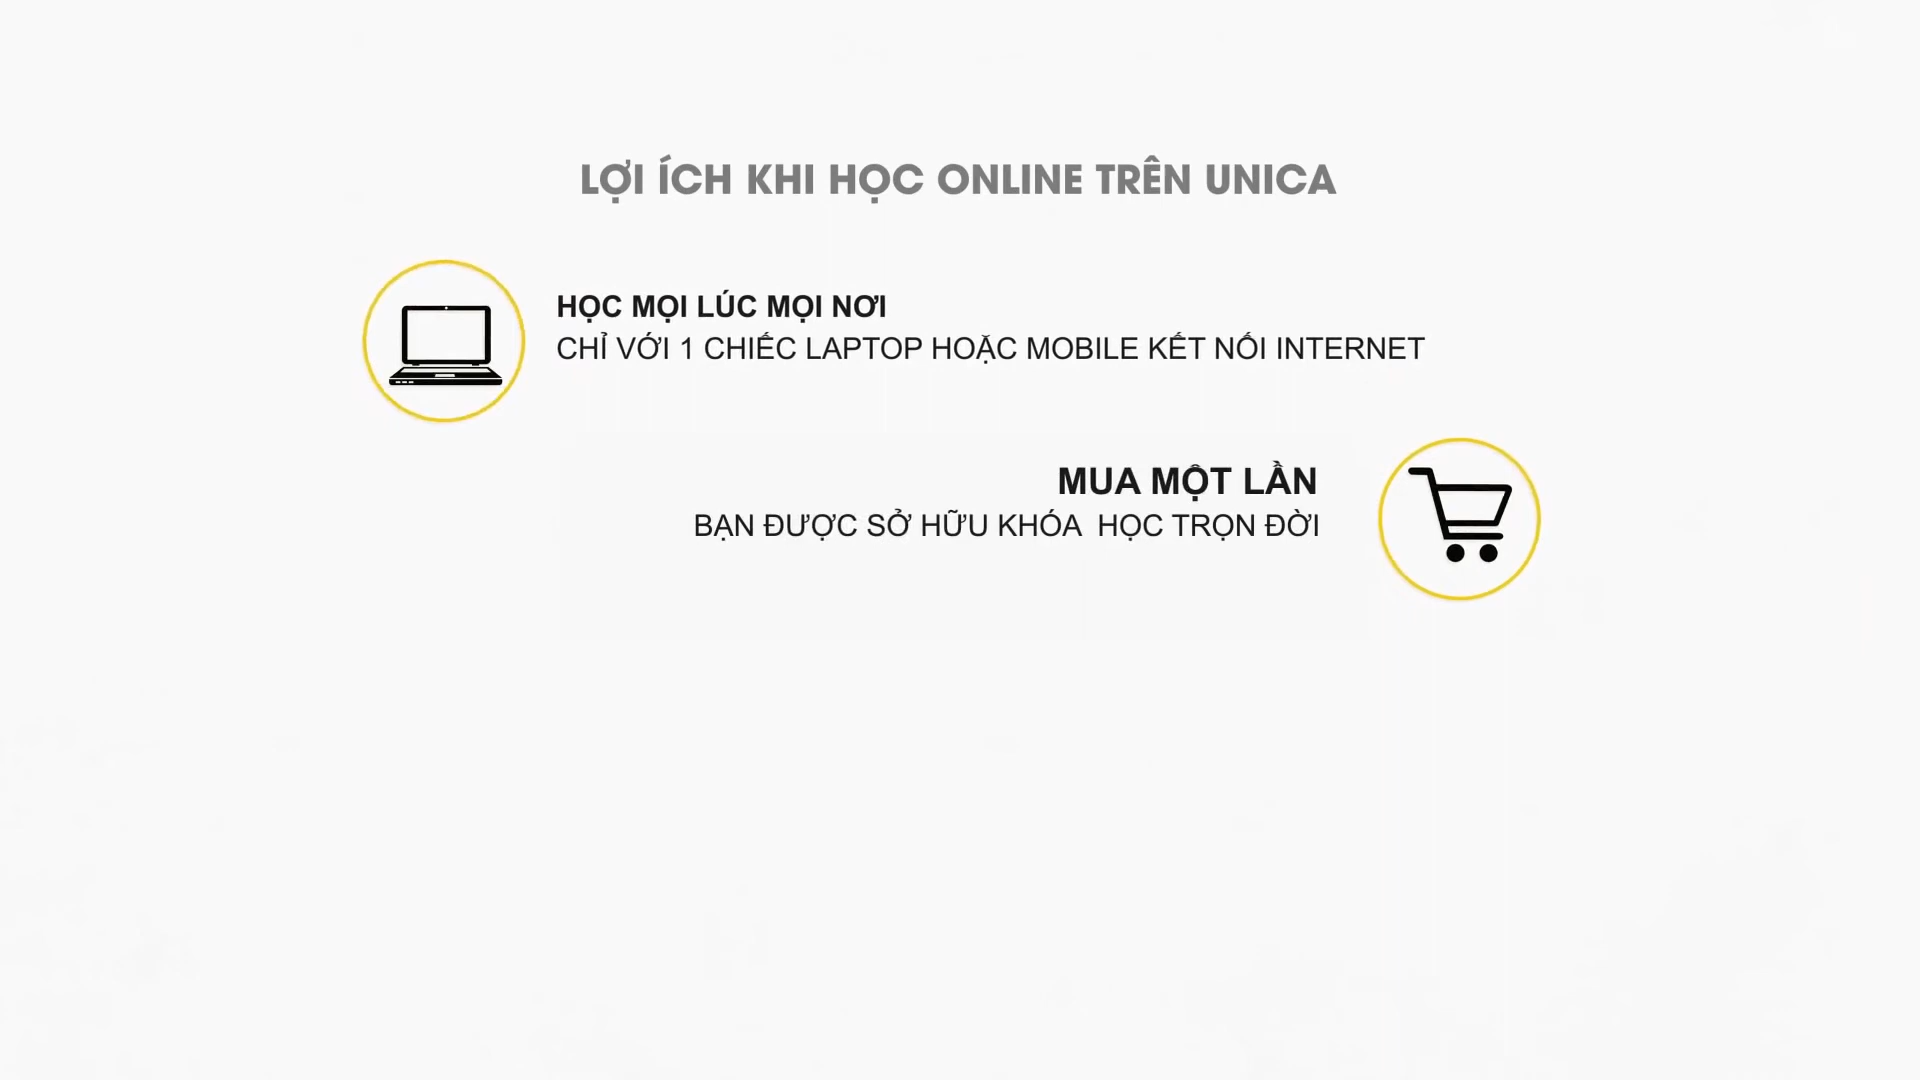 LỢI ÍCH KHI HỌC ONLINE TRÊN UNICA
HỌC MỌI LÚC MỌI NƠI
CHỈ VỚI 1 CHIẾC LAPTOP HOẶC MOBILE KẾT NỐI INTERNET
MUA MỘT LẦN
BẠN ĐƯỢC SỞ HỮU KHÓA  HỌC TRỌN ĐỜI